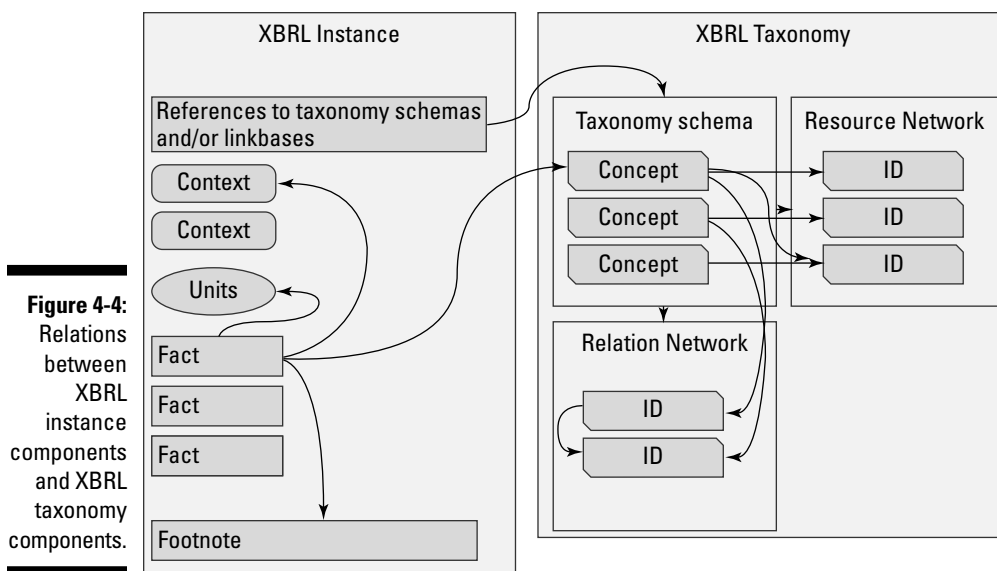 XBRL Instance
References to taxonomy schemas
and/or linkbases
Context
Context
Units
Fact
Fact
Fact
Footnote
XBRL Taxonomy
Taxonomy schema
Concept
Concept
Concept
Resource Network
ID
ID
ID
Relation Network
ID
ID
Figure 4-4:
Relations
between
XBRL
instance
components
and XBRL
taxonomy
components.